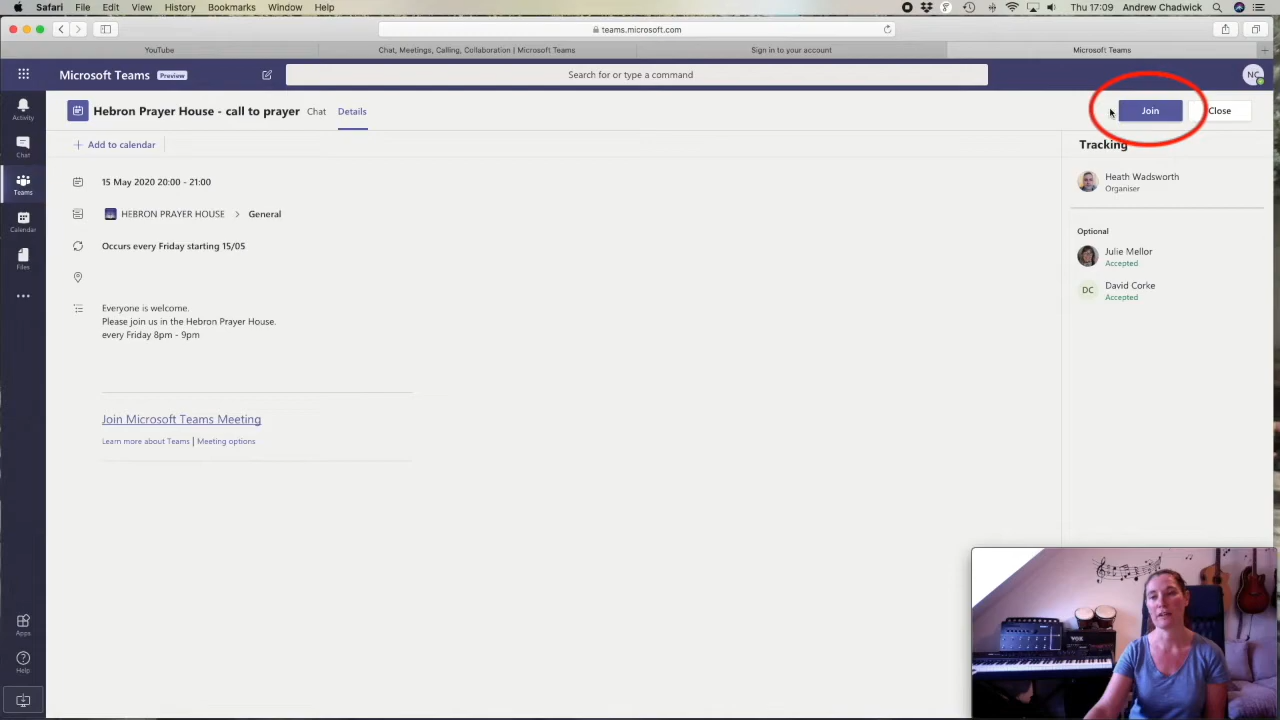 Safari File Edit View History Bookmarks Window Help Thu 17:09 Andrew Chadwick
teams.microsoft.com
YouTube Chat, Meetings, Calling, Collaboration | Microsoft Teams Sign in to your account Microsoft Teams
Microsoft Teams Preview Search for or type a command NC
Hebron Prayer House - call to prayer Chat Details Join Close
Activity
Chat
Teams
Calendar
Files
Apps
Help
+ Add to calendar
15 May 2020 20:00 - 21:00
HEBRON PRAYER HOUSE > General
Occurs every Friday starting 15/05
Everyone is welcome.
Please join us in the Hebron Prayer House.
every Friday 8pm - 9pm
Join Microsoft Teams Meeting
Learn more about Teams | Meeting options
Tracking
Heath Wadsworth
Organiser
Optional
Julie Mellor
Accepted
DC David Corke
Accepted
VOX